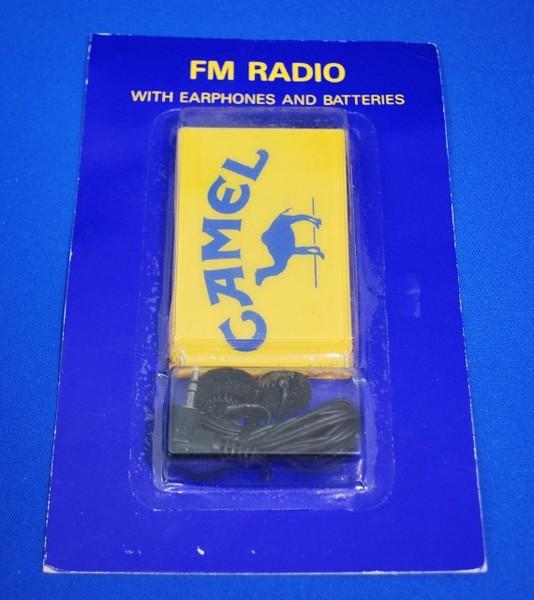 FM RADIO
WITH EARPHONES AND BATTERIES
CAMEL